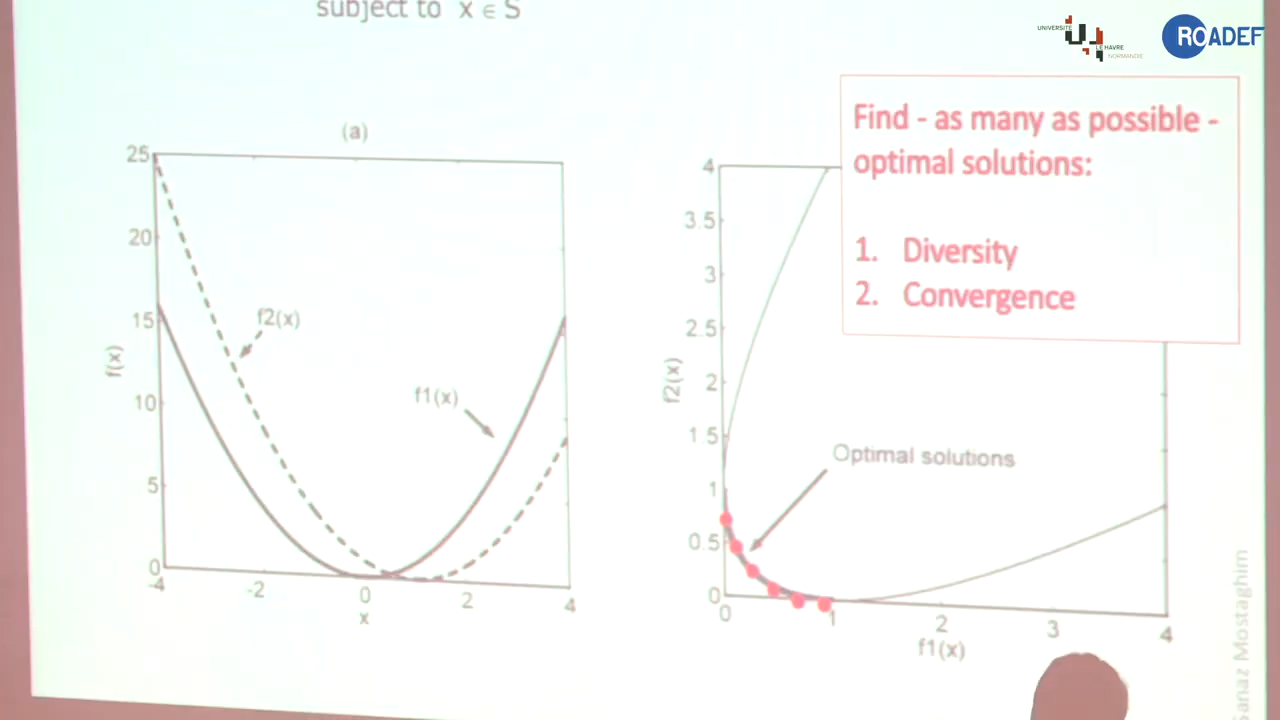 subject to x ∈ S
UNIVERSITÉ
LE HAVRE
NORMANDIE
ROADEF
Find - as many as possible -
optimal solutions:
1. Diversity
2. Convergence
(a)
25
20
15
10
5
0
f(x)
-4
-2
0
2
4
x
f2(x)
f1(x)
4
3.5
3
2.5
2
1.5
1
0.5
0
f2(x)
Optimal solutions
0
1
2
3
4
f1(x)
Sanaz Mostaghim